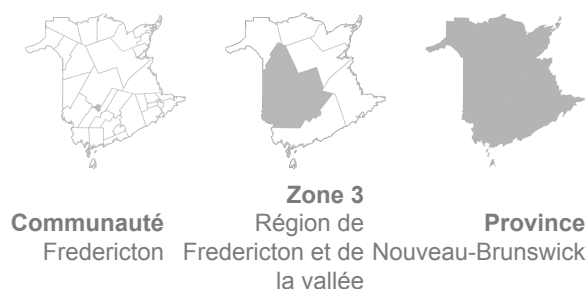 Communauté
Fredericton
Zone 3
Région de
Fredericton et de
la vallée
Province
Nouveau-Brunswick